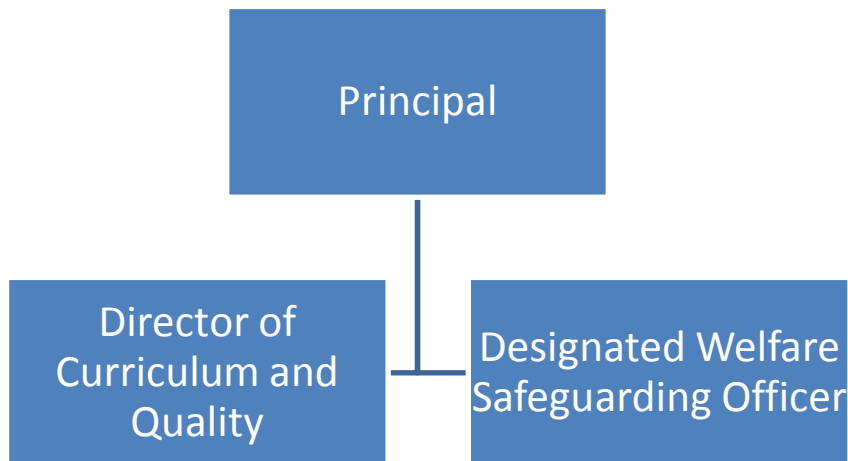 Principal
Director of
Curriculum and
Quality
Designated Welfare
Safeguarding Officer